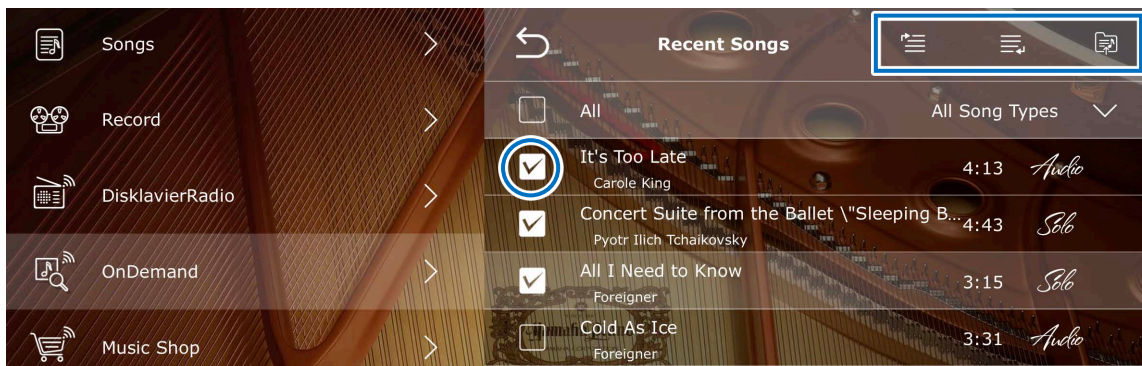 Songs
Record
DisklavierRadio
OnDemand
Music Shop
Recent Songs
All
All Song Types
It's Too Late
Carole King
4:13
Audio
Concert Suite from the Ballet \"Sleeping B...
Pyotr Ilich Tchaikovsky
4:43
Solo
All I Need to Know
Foreigner
3:15
Solo
Cold As Ice
Foreigner
3:31
Audio